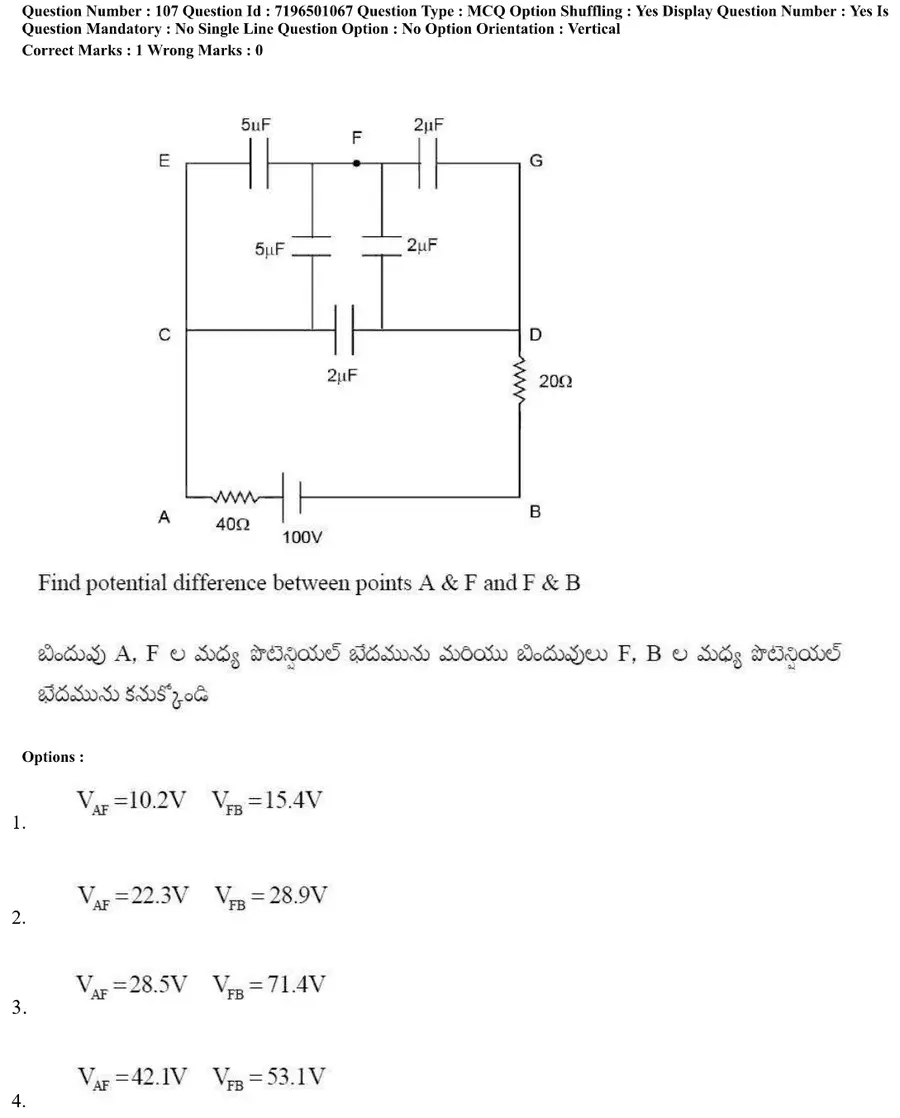 Question Number : 107 Question Id : 7196501067 Question Type : MCQ Option Shuffling : Yes Display Question Number : Yes Is
Question Mandatory : No Single Line Question Option : No Option Orientation : Vertical
Correct Marks : 1 Wrong Marks : 0
5uF
F
2µF
E
G
5µF
2µF
C
D
2µF
20Ω
A
40Ω
100V
B
Find potential difference between points A & F and F & B
బిందువు A, F ల మధ్య పొటెన్షియల్ భేదమును మరియు బిందువులు F, B ల మధ్య పొటెన్షియల్
భేదమును కనుక్కోండి
Options :
1. V_AF =10.2V V_FB =15.4V
2. V_AF =22.3V V_FB = 28.9V
3. V_AF =28.5V V_FB = 71.4V
4. V_AF =42.1V V_FB = 53.1V